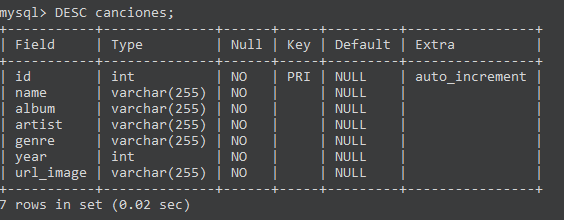 mysql> DESC canciones;
+-----------+--------------+------+-----+---------+----------------+
| Field     | Type         | Null | Key | Default | Extra          |
+-----------+--------------+------+-----+---------+----------------+
| id        | int          | NO   | PRI | NULL    | auto_increment |
| name      | varchar(255) | NO   |     | NULL    |                |
| album     | varchar(255) | NO   |     | NULL    |                |
| artist    | varchar(255) | NO   |     | NULL    |                |
| genre     | varchar(255) | NO   |     | NULL    |                |
| year      | int          | NO   |     | NULL    |                |
| url_image | varchar(255) | NO   |     | NULL    |                |
+-----------+--------------+------+-----+---------+----------------+
7 rows in set (0.02 sec)